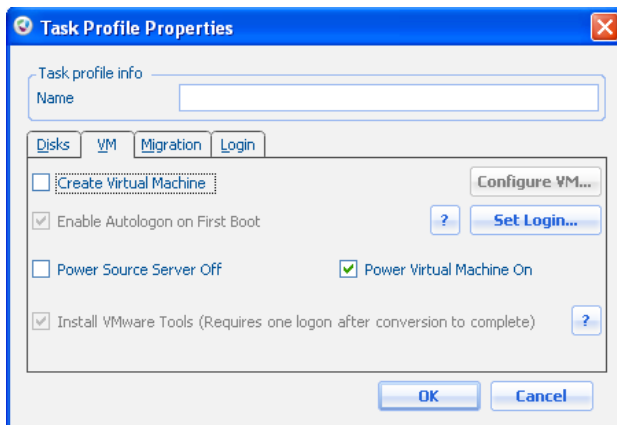 Task Profile Properties
Task profile info
Name
Disks VM Migration Login
Create Virtual Machine Configure VM...
Enable Autologon on First Boot ? Set Login...
Power Source Server Off Power Virtual Machine On
Install VMware Tools (Requires one logon after conversion to complete) ?
OK Cancel